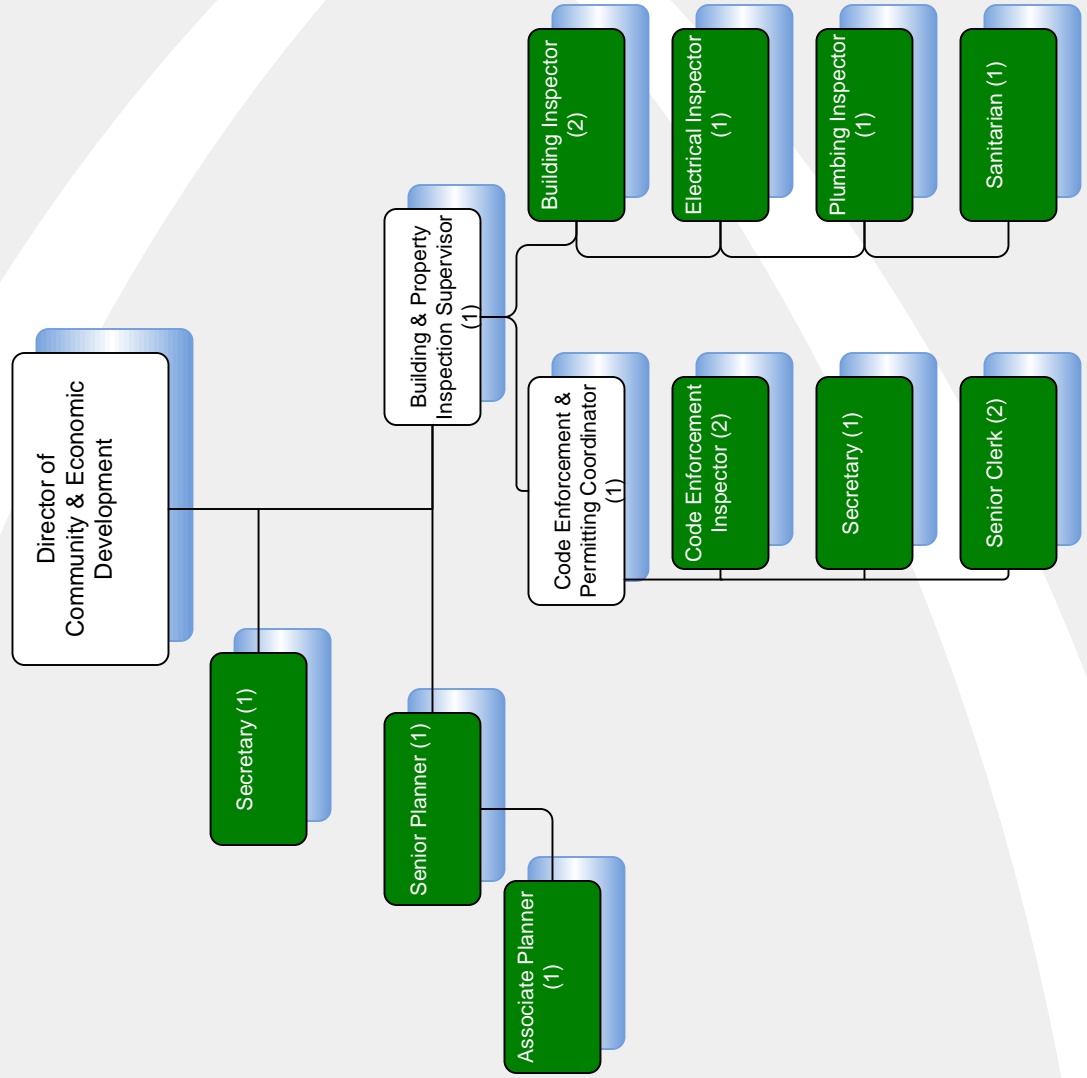 Director of
Community & Economic
Development
Secretary (1)
Senior Planner (1)
Associate Planner
(1)
Building & Property
Inspection Supervisor
(1)
Code Enforcement &
Permitting Coordinator
(1)
Code Enforcement
Inspector (2)
Secretary (1)
Senior Clerk (2)
Building Inspector
(2)
Electrical Inspector
(1)
Plumbing Inspector
(1)
Sanitarian (1)